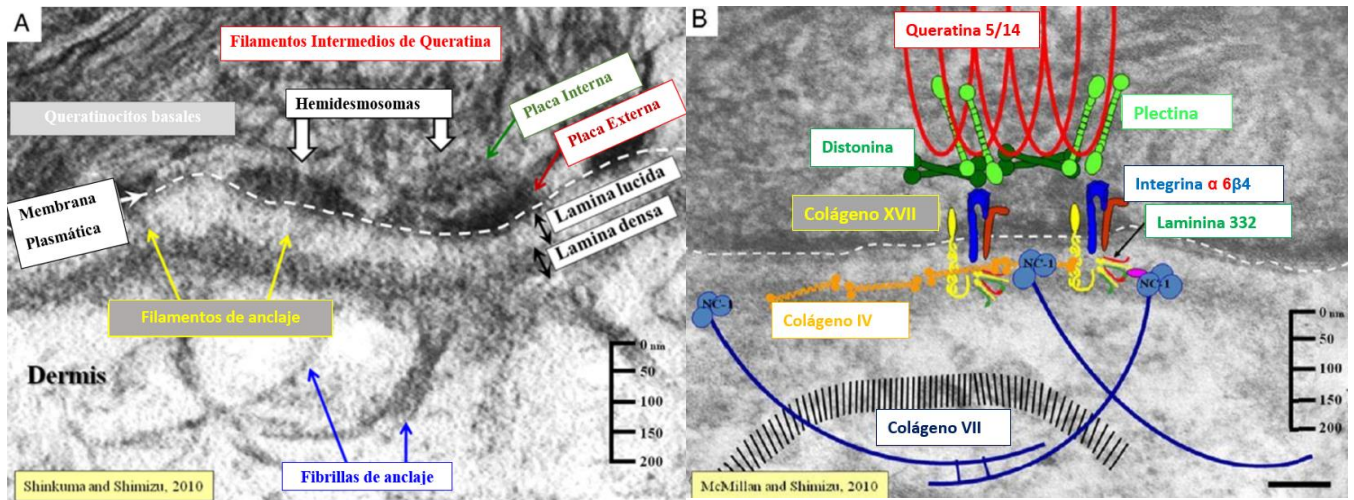 A
Filamentos Intermedios de Queratina
Queratinocitos basales
Hemidesmosomas
Placa Interna
Placa Externa
Lamina lucida
Lamina densa
Membrana
Plasmática
Filamentos de anclaje
Dermis
Fibrillas de anclaje
0 nm
50
100
150
200
Shinkuma and Shimizu, 2010
B
Queratina 5/14
Plectina
Distonina
Integrina α 6β4
Colágeno XVII
Laminina 332
NC-1
NC-1
NC-1
Colágeno IV
Colágeno VII
0 nm
50
100
150
200
McMillan and Shimizu, 2010